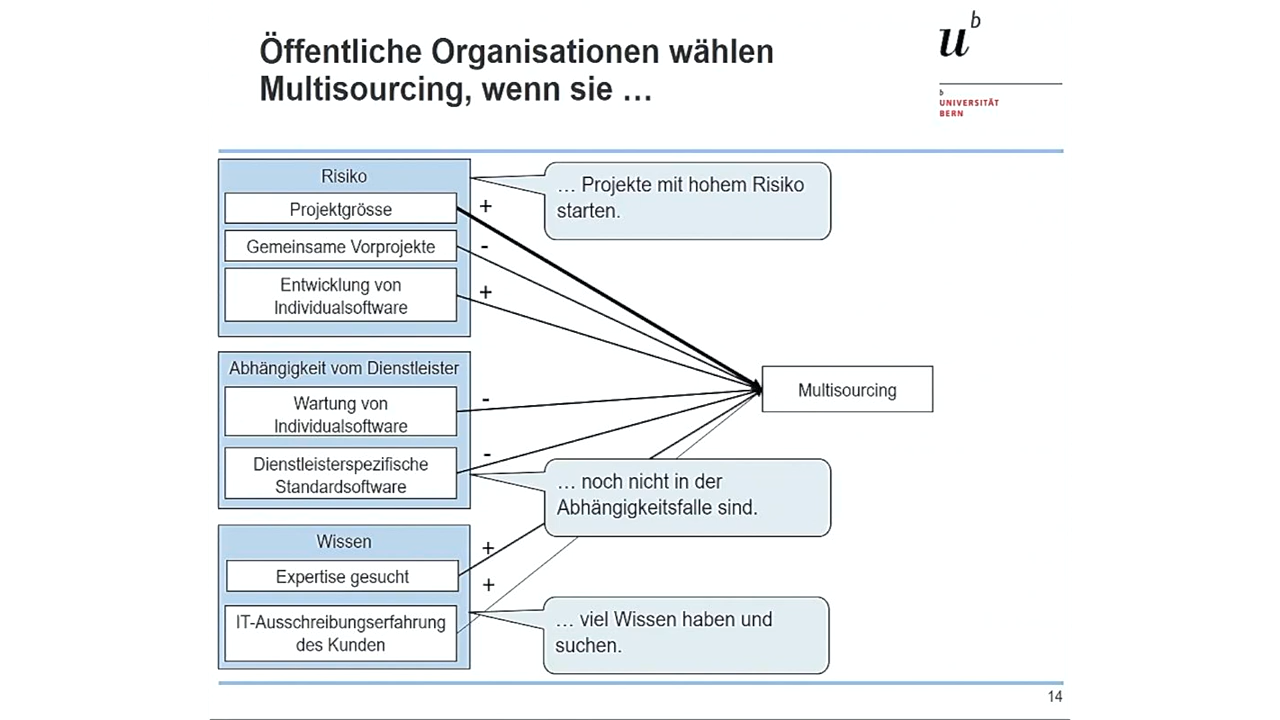 Öffentliche Organisationen wählen
Multisourcing, wenn sie …
u
b
b
UNIVERSITÄT
BERN
Risiko
Projektgrösse
Gemeinsame Vorprojekte
Entwicklung von
Individualsoftware
+
-
+
… Projekte mit hohem Risiko
starten.
Abhängigkeit vom Dienstleister
Wartung von
Individualsoftware
Dienstleisterspezifische
Standardsoftware
-
-
Multisourcing
… noch nicht in der
Abhängigkeitsfalle sind.
Wissen
Expertise gesucht
IT-Ausschreibungserfahrung
des Kunden
+
+
… viel Wissen haben und
suchen.
14